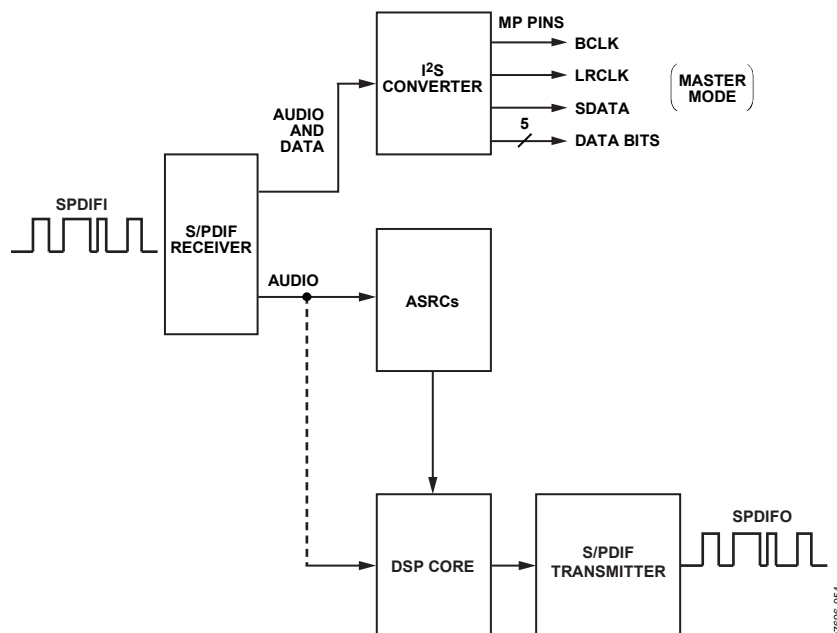 MP PINS
I²S
CONVERTER
BCLK
LRCLK
SDATA
5
DATA BITS
(MASTER
MODE)
AUDIO
AND
DATA
SPDIFI
S/PDIF
RECEIVER
AUDIO
ASRCs
DSP CORE
S/PDIF
TRANSMITTER
SPDIFO